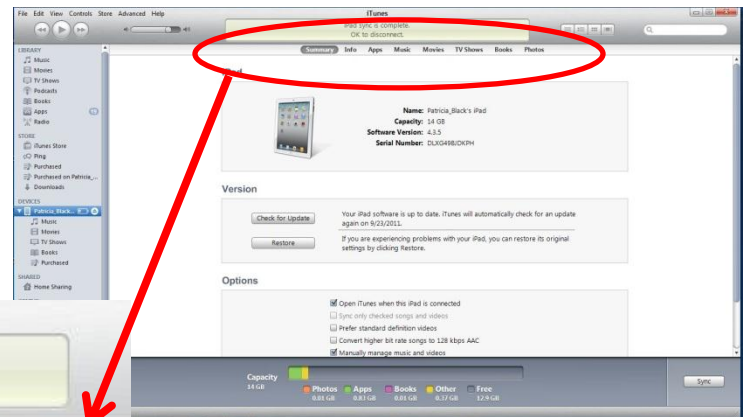 File Edit View Controls Store Advanced Help
iTunes
iPad sync is complete.
OK to disconnect.
Summary Info Apps Music Movies TV Shows Books Photos
LIBRARY
Music
Movies
TV Shows
Podcasts
Books
Apps
Radio
STORE
iTunes Store
Ping
Purchased
Purchased on Patricia_...
Downloads
DEVICES
Patricia_Black...
Music
Movies
TV Shows
Books
Purchased
SHARED
Home Sharing
Name: Patricia_Black's iPad
Capacity: 14 GB
Software Version: 4.3.5
Serial Number: DLXG498JDKPH
Version
Check for Update
Your iPad software is up to date. iTunes will automatically check for an update
again on 9/23/2011.
Restore
If you are experiencing problems with your iPad, you can restore its original
settings by clicking Restore.
Options
Open iTunes when this iPad is connected
Sync only checked songs and videos
Prefer standard definition videos
Convert higher bit rate songs to 128 kbps AAC
Manually manage music and videos
Capacity
14 GB
Photos Apps Books Other Free
0.01 GB 0.83 GB 0.01 GB 0.37 GB 12.9 GB
Sync